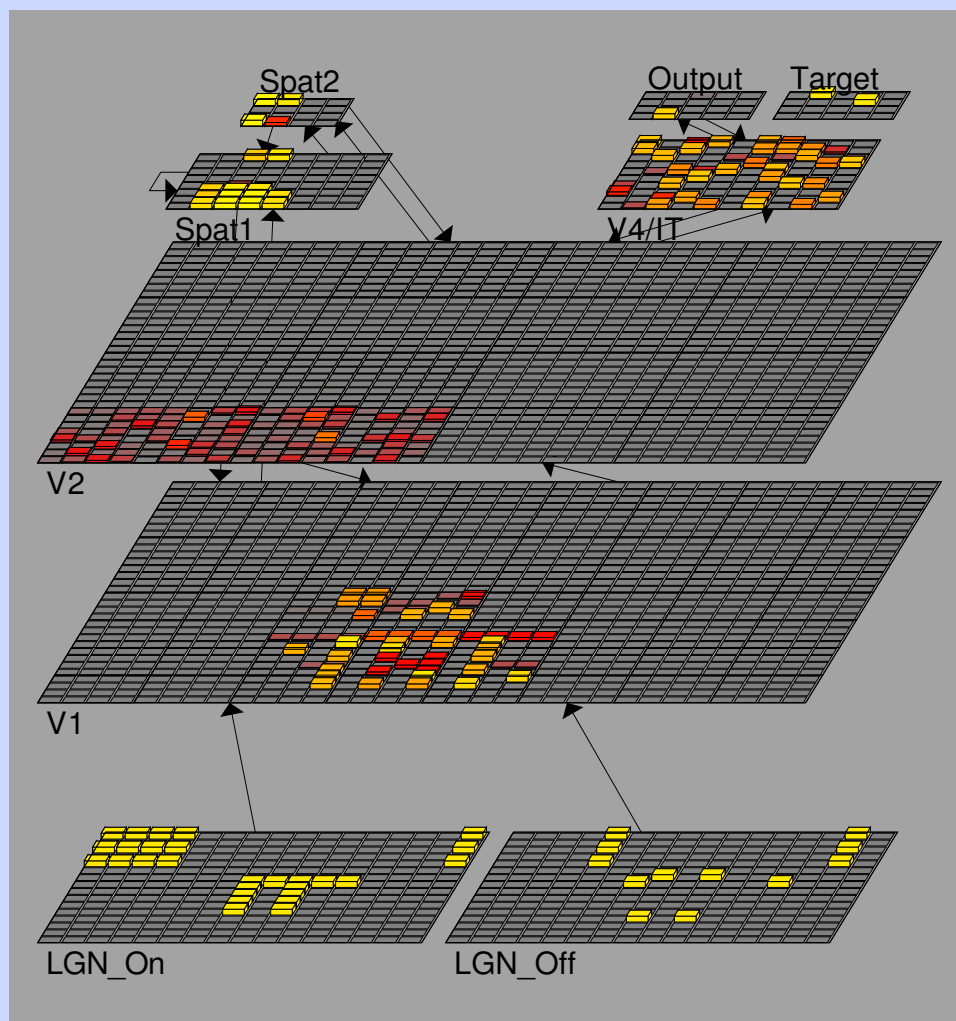 Spat2
Output
Target
Spat1
V4/IT
V2
V1
LGN_On
LGN_Off